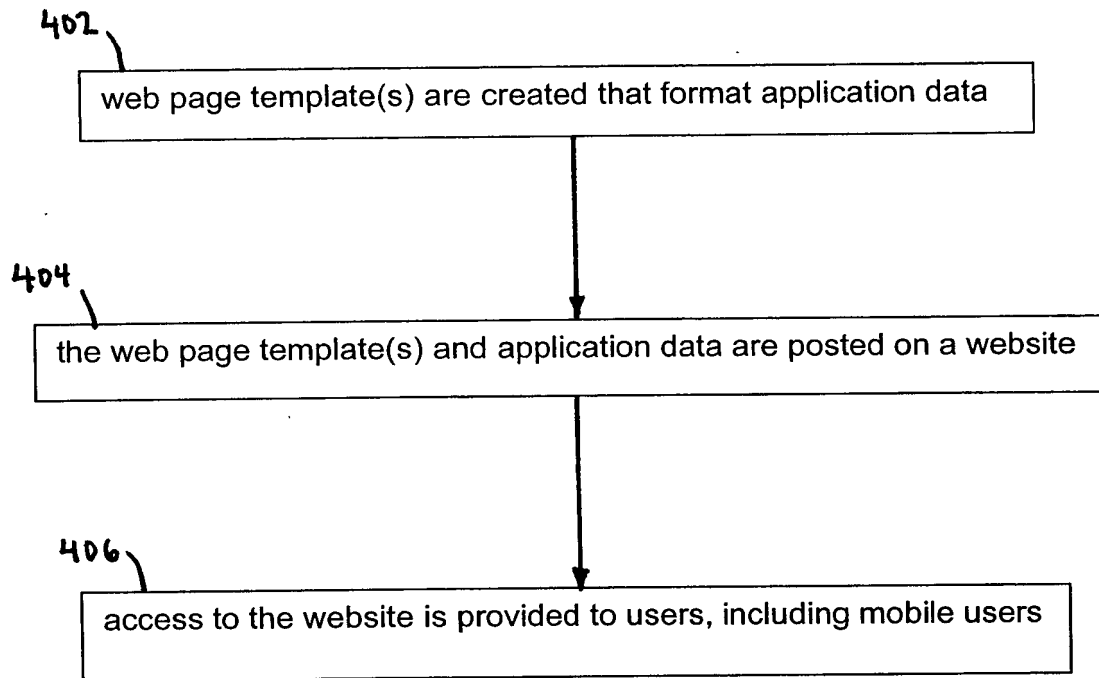 402
web page template(s) are created that format application data
404
the web page template(s) and application data are posted on a website
406
access to the website is provided to users, including mobile users